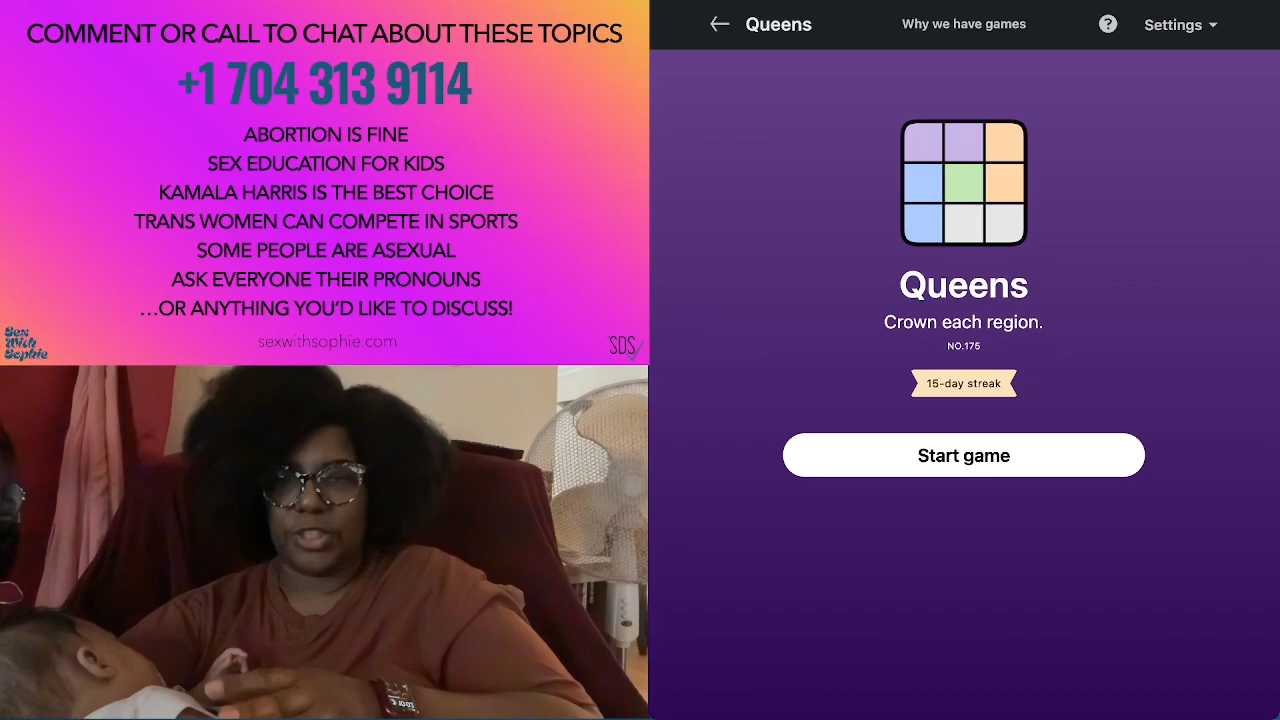 COMMENT OR CALL TO CHAT ABOUT THESE TOPICS
+1 704 313 9114
ABORTION IS FINE
SEX EDUCATION FOR KIDS
KAMALA HARRIS IS THE BEST CHOICE
TRANS WOMEN CAN COMPETE IN SPORTS
SOME PEOPLE ARE ASEXUAL
ASK EVERYONE THEIR PRONOUNS
...OR ANYTHING YOU'D LIKE TO DISCUSS!
sexwithsophie.com
Sex
With
Sophie
SDS
Queens
Why we have games
?
Settings
Queens
Crown each region.
NO.175
15-day streak
Start game